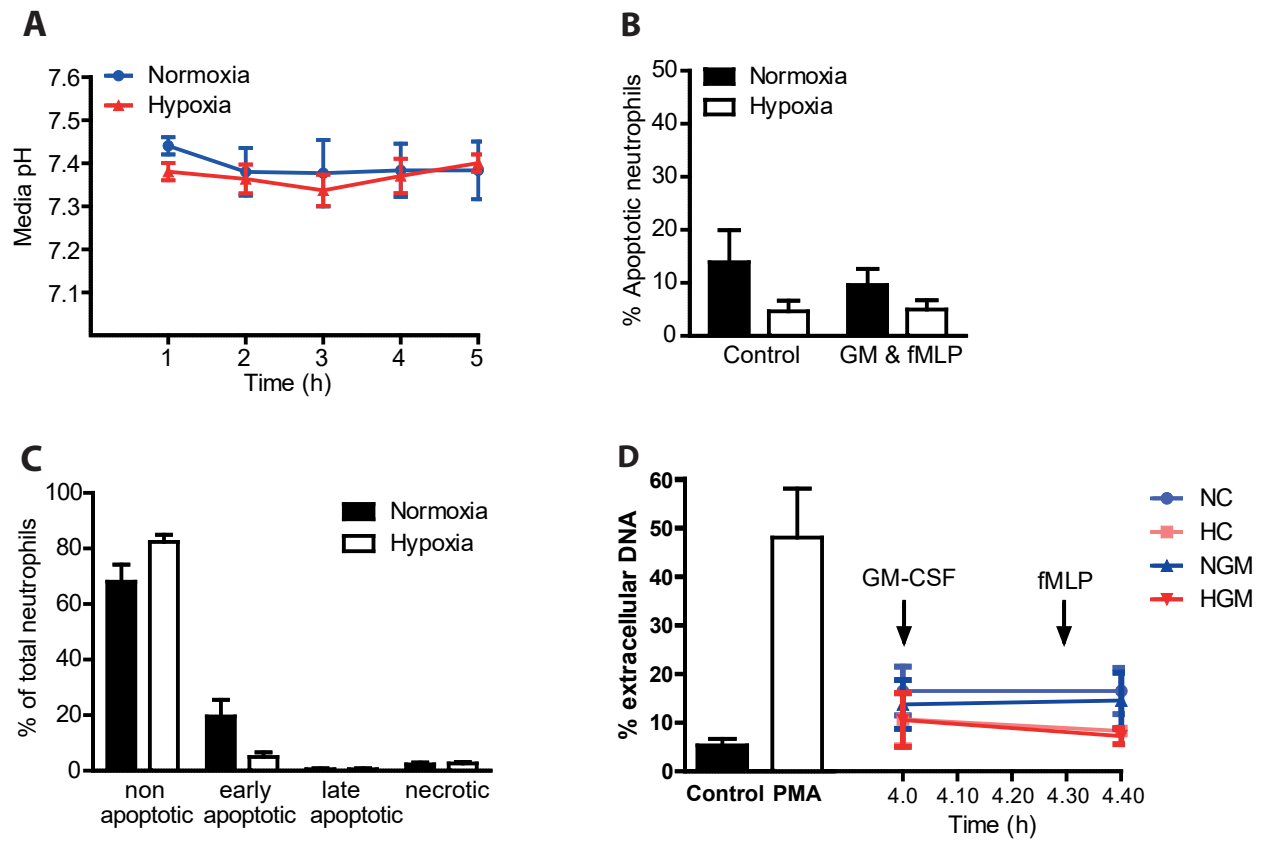 A
7.6
7.5
7.4
7.3
7.2
7.1
Media pH
Normoxia
Hypoxia
1 2 3 4 5
Time (h)
B
50
40
30
20
10
0
% Apoptotic neutrophils
Normoxia
Hypoxia
Control GM & fMLP
C
100
80
60
40
20
0
% of total neutrophils
Normoxia
Hypoxia
non apoptotic
early apoptotic
late apoptotic
necrotic
D
60
50
40
30
20
10
0
% extracellular DNA
GM-CSF
fMLP
NC
HC
NGM
HGM
Control PMA
4.0 4.10 4.20 4.30 4.40
Time (h)